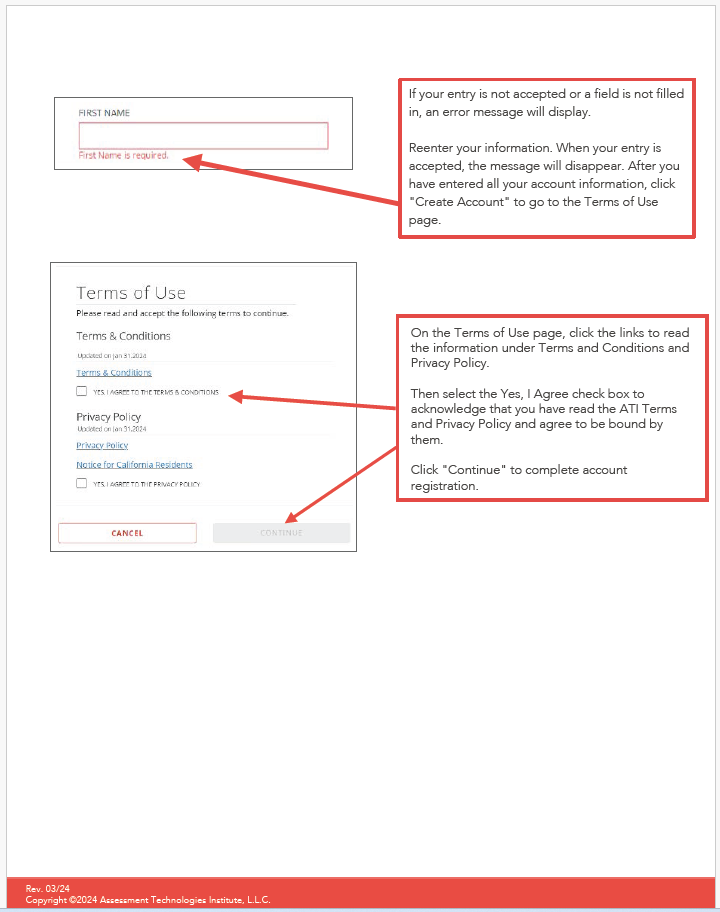 FIRST NAME
First Name is required.
If your entry is not accepted or a field is not filled
in, an error message will display.
Reenter your information. When your entry is
accepted, the message will disappear. After you
have entered all your account information, click
"Create Account" to go to the Terms of Use
page.
Terms of Use
Please read and accept the following terms to continue.
Terms & Conditions
Updated on Jan 31,2024
Terms & Conditions
YES, I AGREE TO THE TERMS & CONDITIONS
Privacy Policy
Updated on Jan 31,2024
Privacy Policy
Notice for California Residents
YES, I AGREE TO THE PRIVACY POLICY
CANCEL
CONTINUE
On the Terms of Use page, click the links to read
the information under Terms and Conditions and
Privacy Policy.
Then select the Yes, I Agree check box to
acknowledge that you have read the ATI Terms
and Privacy Policy and agree to be bound by
them.
Click "Continue" to complete account
registration.
Rev. 03/24
Copyright ©2024 Assessment Technologies Institute, L.L.C.